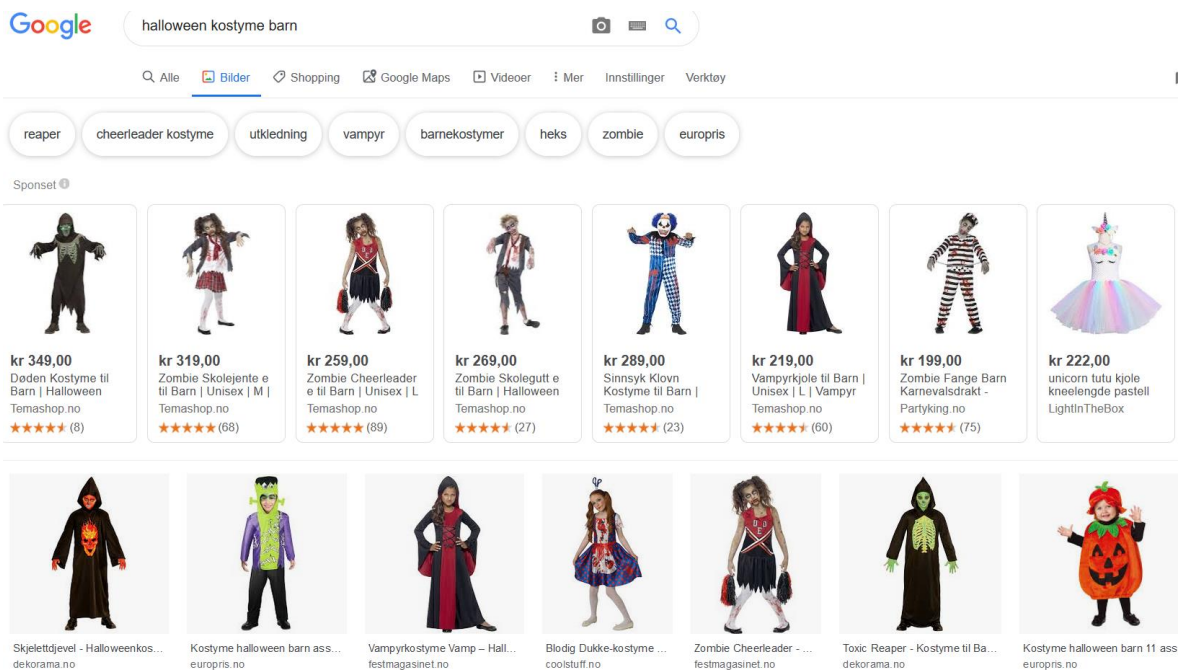 Google
halloween kostyme barn
Alle Bilder Shopping Google Maps Videoer Mer Innstillinger Verktøy
reaper cheerleader kostyme utkledning vampyr barnekostymer heks zombie europris
Sponset
kr 349,00
Døden Kostyme til
Barn | Halloween
Temashop.no
(8)
kr 319,00
Zombie Skolejente e
til Barn | Unisex | M |
Temashop.no
(68)
kr 259,00
Zombie Cheerleader
e til Barn | Unisex | L
Temashop.no
(89)
kr 269,00
Zombie Skolegutt e
til Barn | Halloween
Temashop.no
(27)
kr 289,00
Sinnsyk Klovn
Kostyme til Barn |
Temashop.no
(23)
kr 219,00
Vampyrkjole til Barn |
Unisex | L | Vampyr
Temashop.no
(60)
kr 199,00
Zombie Fange Barn
Karnevalsdrakt -
Partyking.no
(75)
kr 222,00
unicorn tutu kjole
kneelengde pastell
LightInTheBox
Skjelettdjevel - Halloweenkos...
dekorama.no
Kostyme halloween barn ass...
europris.no
Vampyrkostyme Vamp – Hall...
festmagasinet.no
Blodig Dukke-kostyme ...
coolstuff.no
Zombie Cheerleader - ...
festmagasinet.no
Toxic Reaper - Kostyme til Ba...
dekorama.no
Kostyme halloween barn 11 ass
europris.no